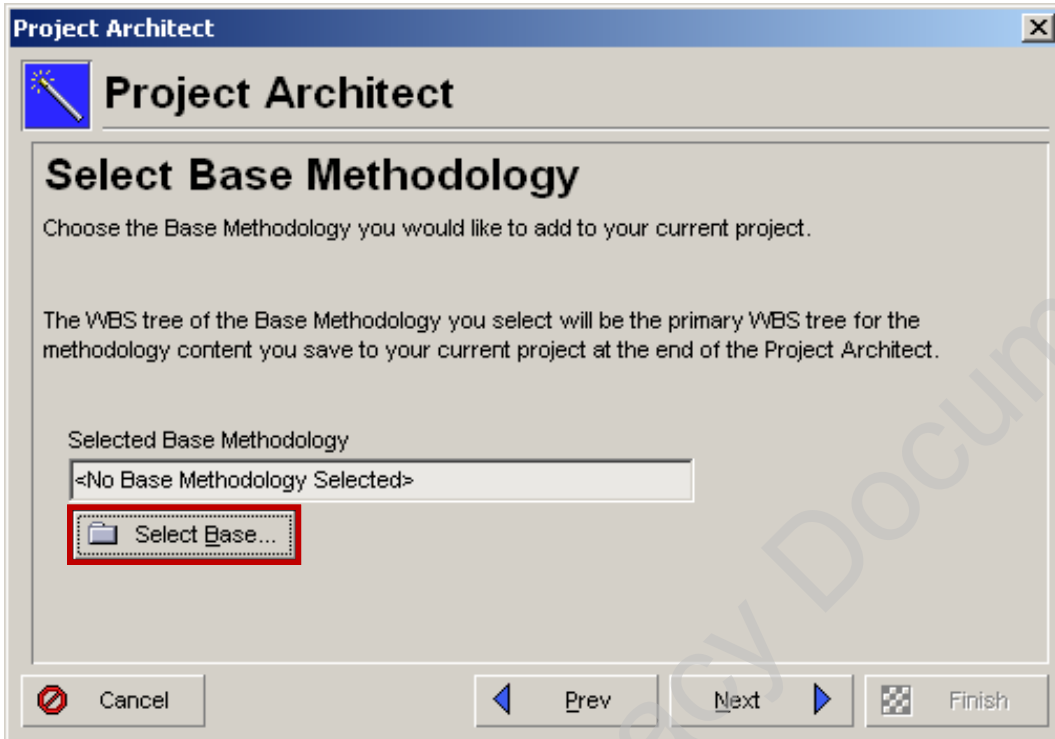 Project Architect
Project Architect
Select Base Methodology
Choose the Base Methodology you would like to add to your current project.
The WBS tree of the Base Methodology you select will be the primary WBS tree for the
methodology content you save to your current project at the end of the Project Architect.
Selected Base Methodology
<No Base Methodology Selected>
Select Base...
Cancel
Prev
Next
Finish